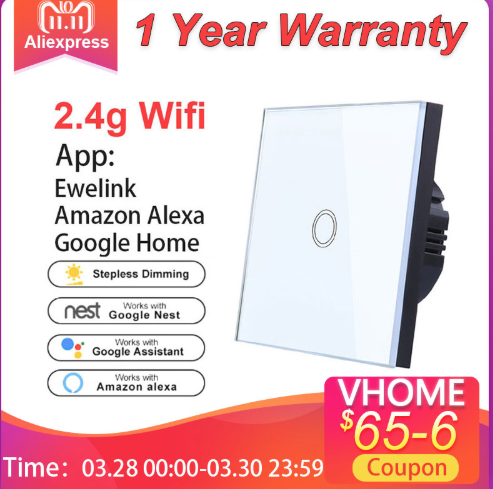 11.11
Aliexpress
1 Year Warranty
2.4g Wifi
App:
Ewelink
Amazon Alexa
Google Home
Stepless Dimming
nest
Works with
Google Nest
Works with
Google Assistant
Works with
Amazon alexa
VHOME
$65-6
Coupon
Time: 03.28 00:00-03.30 23:59